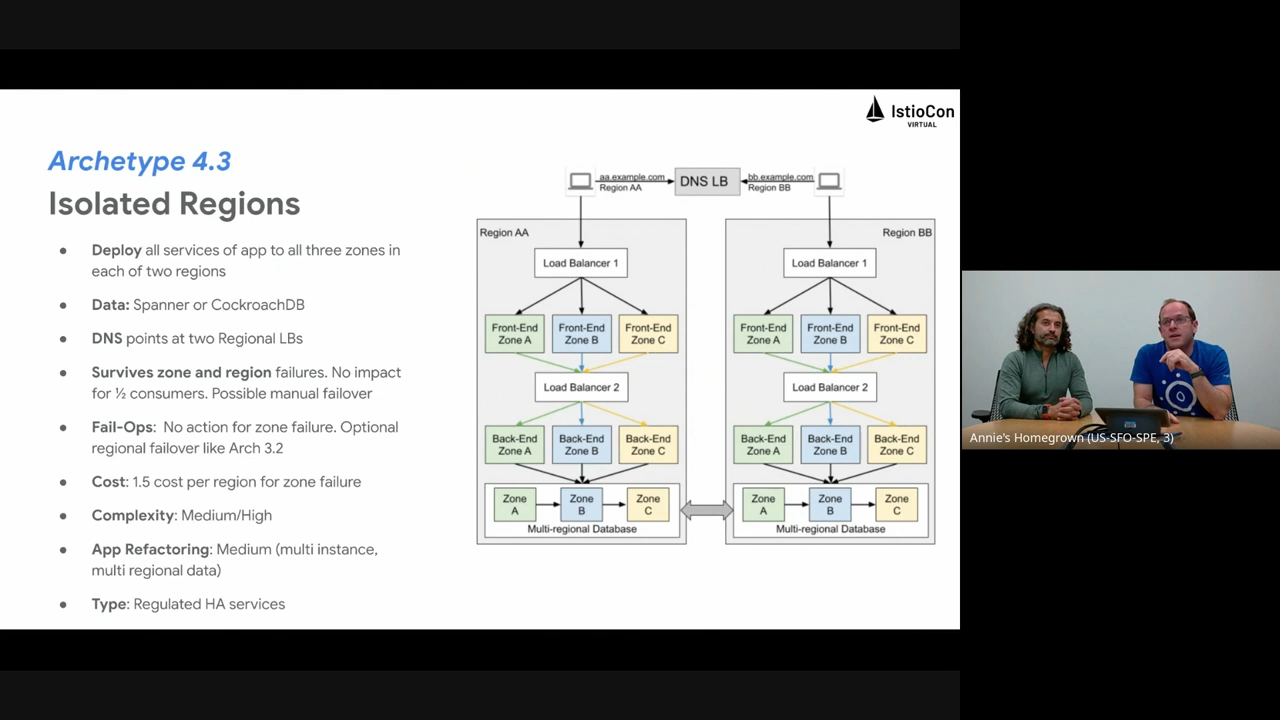 IstioCon
VIRTUAL
Archetype 4.3
Isolated Regions
● Deploy all services of app to all three zones in
each of two regions
● Data: Spanner or CockroachDB
● DNS points at two Regional LBs
● Survives zone and region failures. No impact
for ½ consumers. Possible manual failover
● Fail-Ops: No action for zone failure. Optional
regional failover like Arch 3.2
● Cost: 1.5 cost per region for zone failure
● Complexity: Medium/High
● App Refactoring: Medium (multi instance,
multi regional data)
● Type: Regulated HA services
aa.example.com
Region AA
DNS LB
bb.example.com
Region BB
Region AA
Load Balancer 1
Front-End
Zone A
Front-End
Zone B
Front-End
Zone C
Load Balancer 2
Back-End
Zone A
Back-End
Zone B
Back-End
Zone C
Zone
A
Zone
B
Zone
C
Multi-regional Database
Region BB
Load Balancer 1
Front-End
Zone A
Front-End
Zone B
Front-End
Zone C
Load Balancer 2
Back-End
Zone A
Back-End
Zone B
Back-End
Zone C
Zone
A
Zone
B
Zone
C
Multi-regional Database
Annie's Homegrown (US-SFO-SPE, 3)